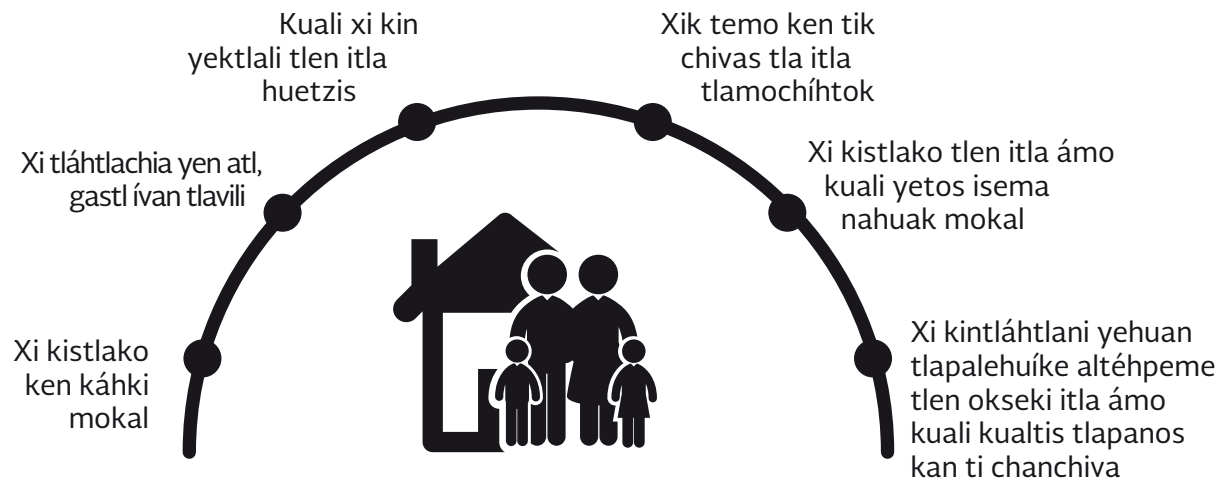 Kuali xi kin
yektlali tlen itla
huetzis
Xik temo ken tik
chivas tla itla
tlamochíhtok
Xi tláhtlachia yen atl,
gastl ívan tlavili
Xi kistlako tlen itla ámo
kuali yetos isema
nahuak mokal
Xi kistlako
ken káhki
mokal
Xi kintláhtlani yehuan
tlapalehuíke altéhpeme
tlen okseki itla ámo
kuali kualtis tlapanos
kan ti chanchiva